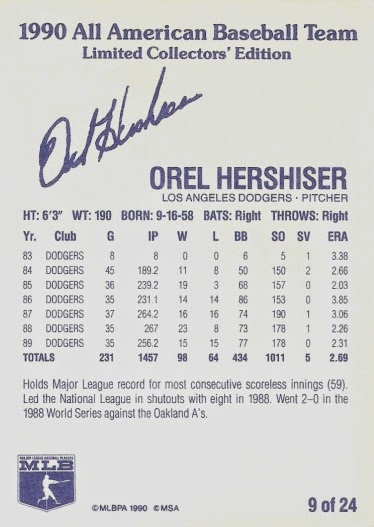 1990 All American Baseball Team
Limited Collectors' Edition
Orel Hershiser
OREL HERSHISER
LOS ANGELES DODGERS · PITCHER
HT: 6'3" WT: 190 BORN: 9-16-58 BATS: Right THROWS: Right
Yr. Club G IP W L BB SO SV ERA
83 DODGERS 8 8 0 0 6 5 1 3.38
84 DODGERS 45 189.2 11 8 50 150 2 2.66
85 DODGERS 36 239.2 19 3 68 157 0 2.03
86 DODGERS 35 231.1 14 14 86 153 0 3.85
87 DODGERS 37 264.2 16 16 74 190 1 3.06
88 DODGERS 35 267 23 8 73 178 1 2.26
89 DODGERS 35 256.2 15 15 77 178 0 2.31
TOTALS 231 1457 98 64 434 1011 5 2.69
Holds Major League record for most consecutive scoreless innings (59).
Led the National League in shutouts with eight in 1988. Went 2-0 in the
1988 World Series against the Oakland A's.
MAJOR LEAGUE BASEBALL PLAYERS
MLB
©MLBPA 1990 ©MSA
9 of 24